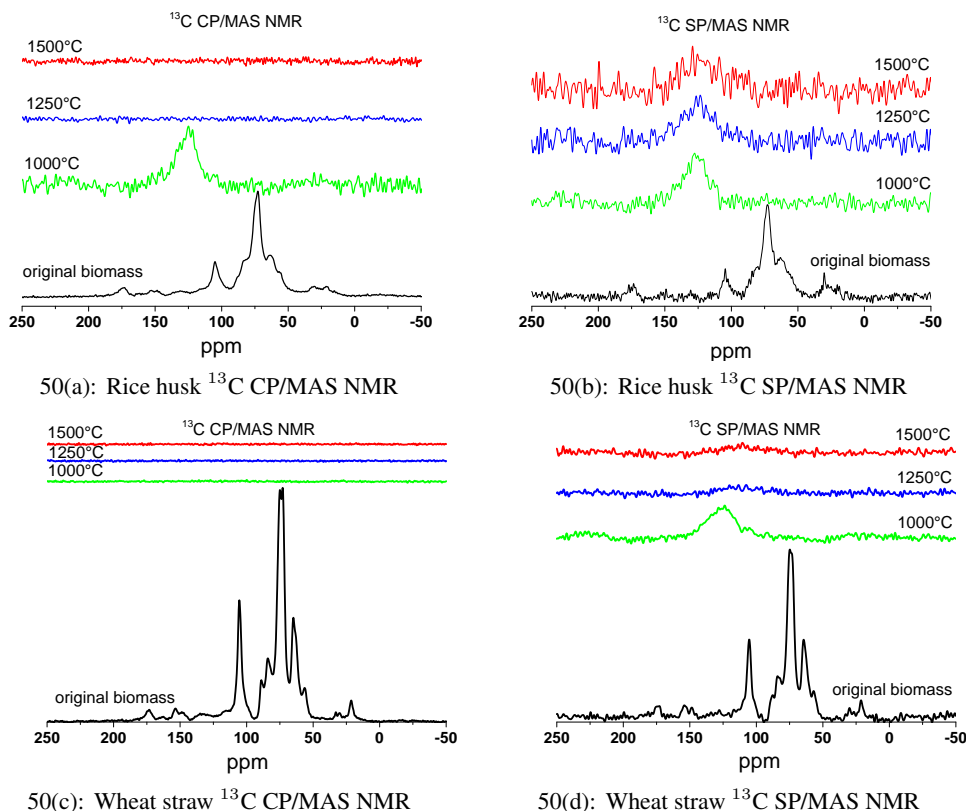 ¹³C CP/MAS NMR
1500°C
1250°C
1000°C
original biomass
250 200 150 100 50 0 -50
ppm
50(a): Rice husk ¹³C CP/MAS NMR
¹³C SP/MAS NMR
1500°C
1250°C
1000°C
original biomass
250 200 150 100 50 0 -50
ppm
50(b): Rice husk ¹³C SP/MAS NMR
¹³C CP/MAS NMR
1500°C
1250°C
1000°C
original biomass
250 200 150 100 50 0 -50
ppm
50(c): Wheat straw ¹³C CP/MAS NMR
¹³C SP/MAS NMR
1500°C
1250°C
1000°C
original biomass
250 200 150 100 50 0 -50
ppm
50(d): Wheat straw ¹³C SP/MAS NMR